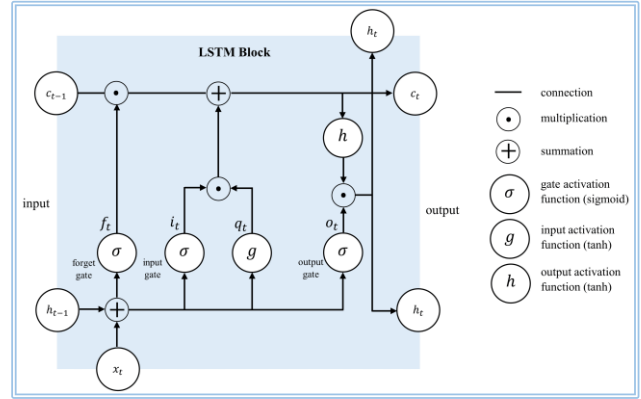 h_t
LSTM Block
c_{t-1}
c_t
h
input
output
f_t
i_t
q_t
o_t
forget
gate
σ
input
gate
σ
g
output
gate
σ
h_{t-1}
h_t
x_t
connection
multiplication
summation
σ
gate activation
function (sigmoid)
g
input activation
function (tanh)
h
output activation
function (tanh)